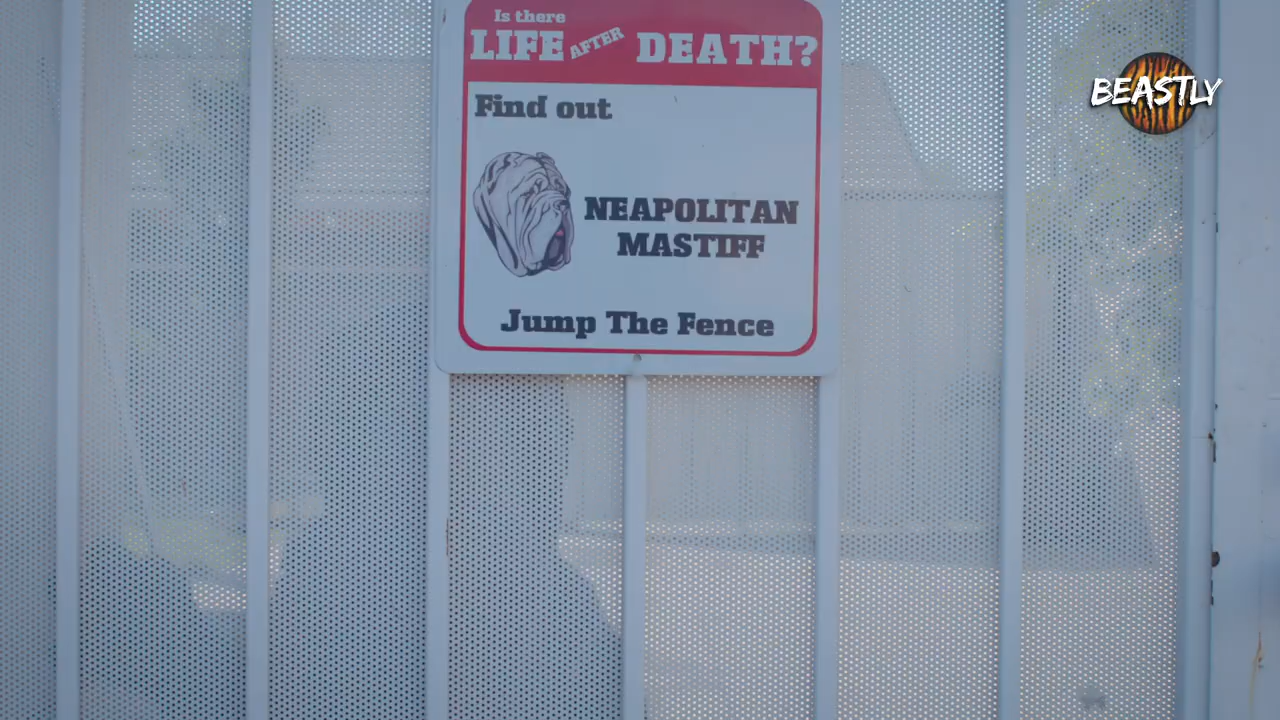 Is there
LIFE AFTER DEATH?
Find out
NEAPOLITAN
MASTIFF
Jump The Fence
BEASTLY